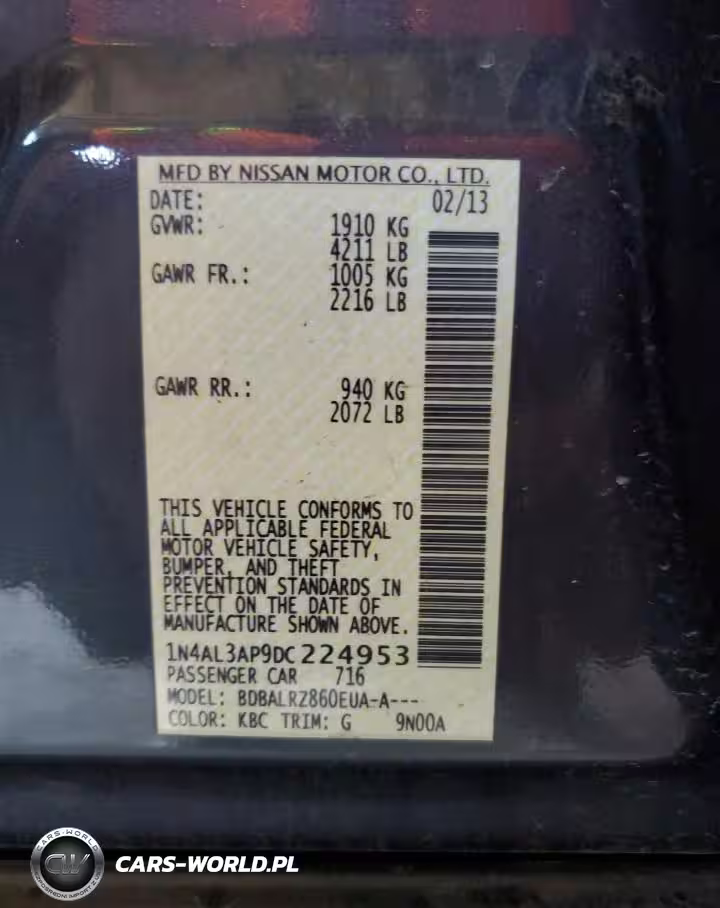 MFD BY NISSAN MOTOR CO., LTD.
DATE: 02/13
GVWR: 1910 KG
4211 LB
GAWR FR.: 1005 KG
2216 LB
GAWR RR.: 940 KG
2072 LB
THIS VEHICLE CONFORMS TO
ALL APPLICABLE FEDERAL
MOTOR VEHICLE SAFETY,
BUMPER, AND THEFT
PREVENTION STANDARDS IN
EFFECT ON THE DATE OF
MANUFACTURE SHOWN ABOVE.
1N4AL3AP9DC224953
PASSENGER CAR 716
MODEL: BDBALRZ860EUA-A---
COLOR: KBC TRIM: G 9N00A
CARS-WORLD
CW
CARS-WORLD.PL